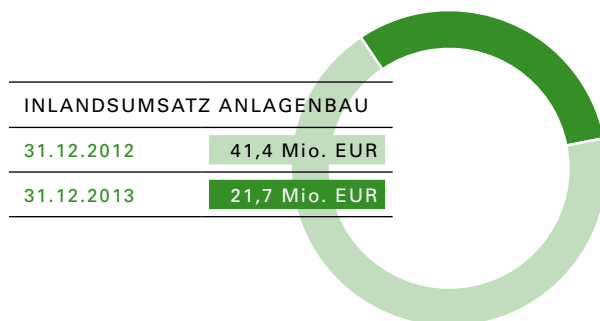 INLANDSUMSATZ ANLAGENBAU
31.12.2012 41,4 Mio. EUR
31.12.2013 21,7 Mio. EUR